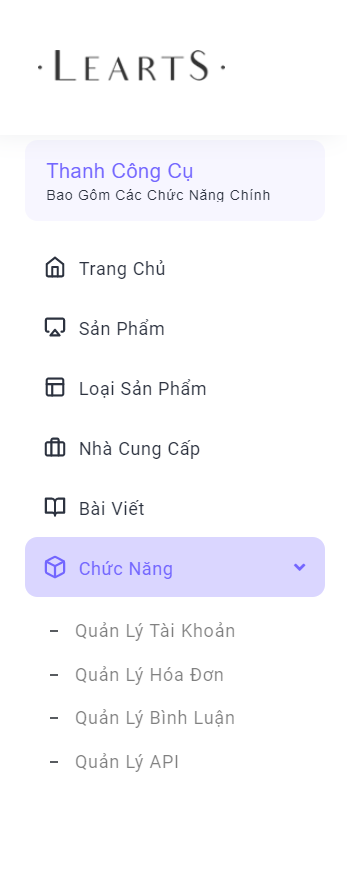 · LEARTS ·
Thanh Công Cụ
Bao Gôm Các Chức Năng Chính
Trang Chủ
Sản Phẩm
Loại Sản Phẩm
Nhà Cung Cấp
Bài Viết
Chức Năng
– Quản Lý Tài Khoản
– Quản Lý Hóa Đơn
– Quản Lý Bình Luận
– Quản Lý API